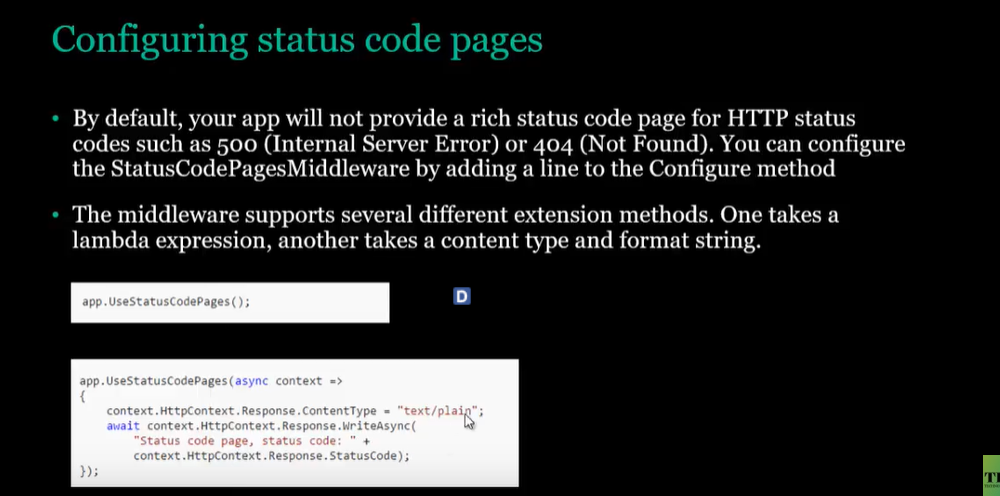 Configuring status code pages
• By default, your app will not provide a rich status code page for HTTP status
codes such as 500 (Internal Server Error) or 404 (Not Found). You can configure
the StatusCodePagesMiddleware by adding a line to the Configure method
• The middleware supports several different extension methods. One takes a
lambda expression, another takes a content type and format string.
app.UseStatusCodePages();
D
app.UseStatusCodePages(async context =>
{
    context.HttpContext.Response.ContentType = "text/plain";
    await context.HttpContext.Response.WriteAsync(
        "Status code page, status code: " +
        context.HttpContext.Response.StatusCode);
});